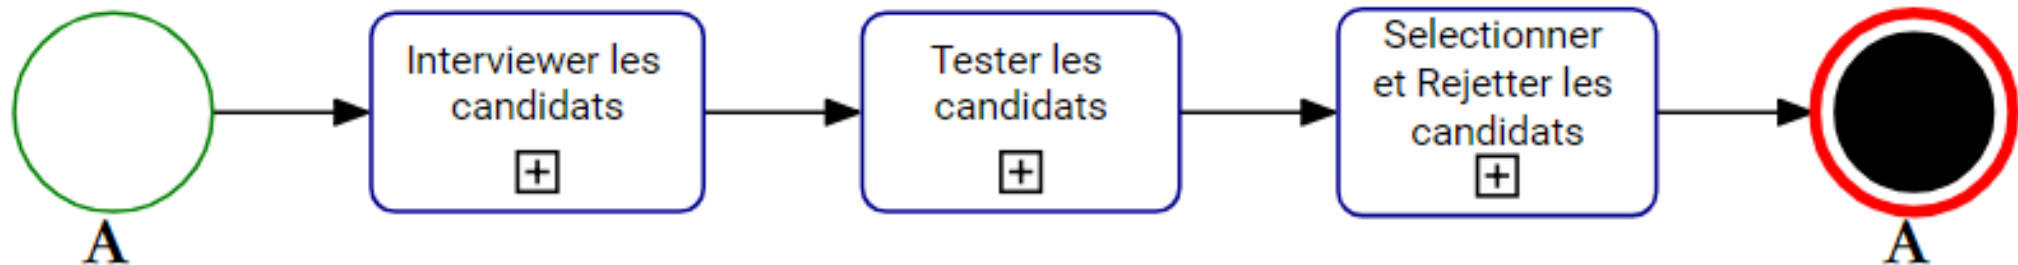 Interviewer les
candidats
Tester les
candidats
Selectionner
et Rejetter les
candidats
A
A